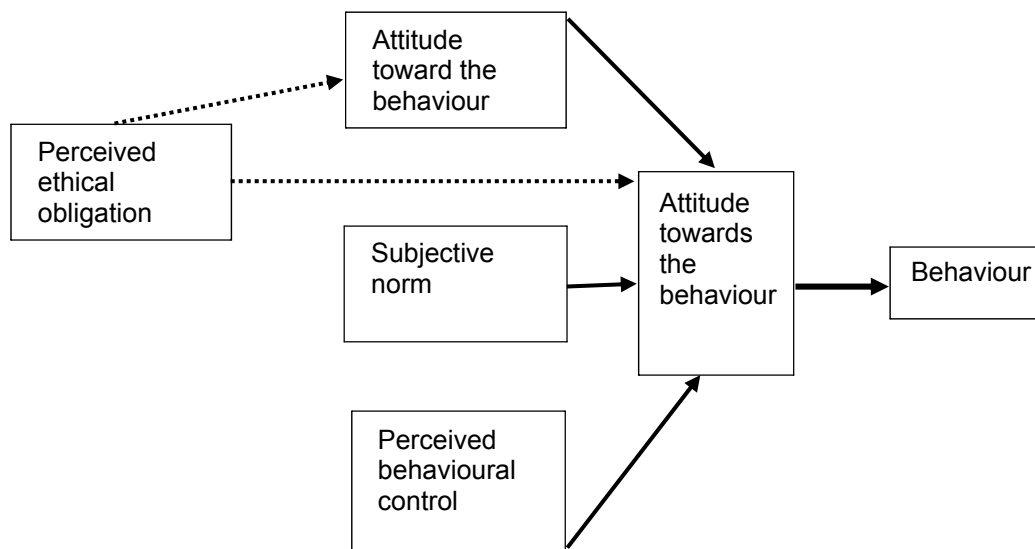 Attitude
toward the
behaviour
Perceived
ethical
obligation
Subjective
norm
Attitude
towards
the
behaviour
Behaviour
Perceived
behavioural
control